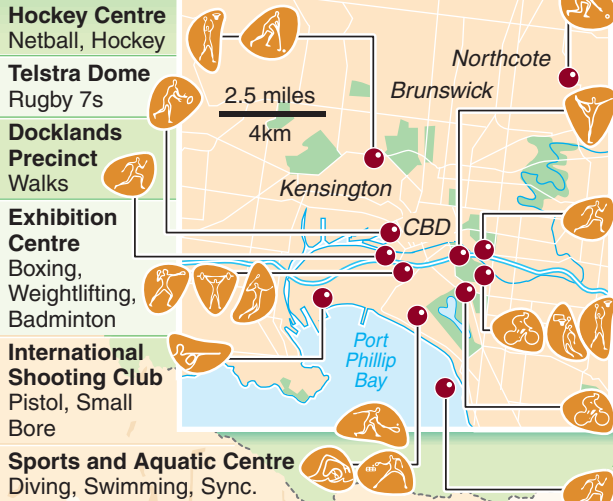 Hockey Centre
Netball, Hockey
Telstra Dome
Rugby 7s
Docklands
Precinct
Walks
Exhibition
Centre
Boxing,
Weightlifting,
Badminton
International
Shooting Club
Pistol, Small
Bore
Sports and Aquatic Centre
Diving, Swimming, Sync.
Northcote
Brunswick
2.5 miles
4km
Kensington
CBD
Port
Phillip
Bay